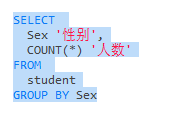 SELECT
Sex '性别',
COUNT(*) '人数'
FROM
student
GROUP BY Sex